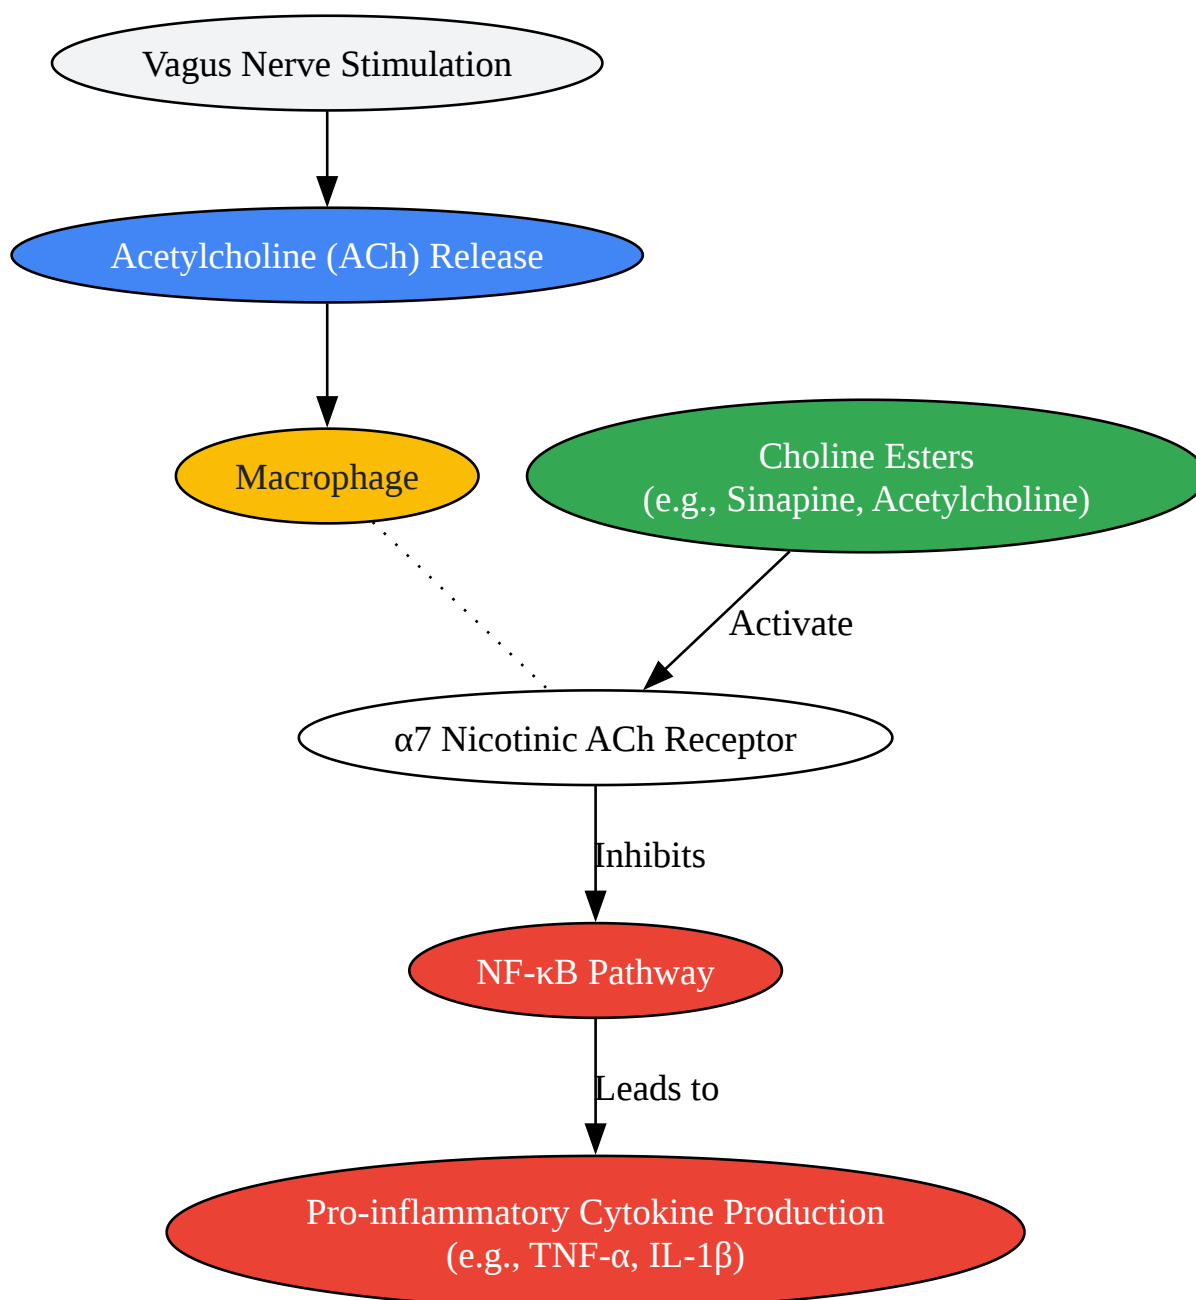 Vagus Nerve Stimulation
Acetylcholine (ACh) Release
Macrophage
Choline Esters
(e.g., Sinapine, Acetylcholine)
Activate
α7 Nicotinic ACh Receptor
Inhibits
NF-κB Pathway
Leads to
Pro-inflammatory Cytokine Production
(e.g., TNF-α, IL-1β)